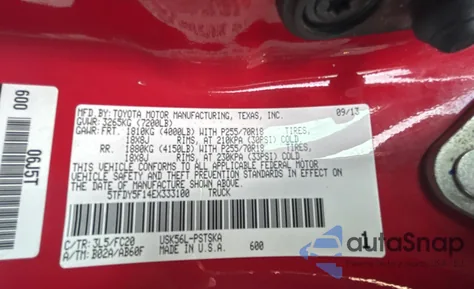 600
06J5T
MFD. BY: TOYOTA MOTOR MANUFACTURING, TEXAS, INC. 09/13
GVWR: 3265KG (7200LB)
GAWR: FRT. 1810KG (4000LB) WITH P255/70R18 TIRES,
18X8J RIMS, AT 210KPA (30PSI) COLD
RR. 1880KG (4150LB) WITH P255/70R18 TIRES,
18X8J RIMS, AT 230KPA (33PSI) COLD
THIS VEHICLE CONFORMS TO ALL APPLICABLE FEDERAL MOTOR
VEHICLE SAFETY, BUMPER, AND THEFT PREVENTION STANDARDS IN EFFECT
ON THE DATE OF MANUFACTURE SHOWN ABOVE.
5TFDY5F14EX333100 TRUCK
C/TR: 3L5/FC20 USK56L-PSTSKA
A/TM: B02A/AB60F MADE IN U.S.A. 600
autoSnap